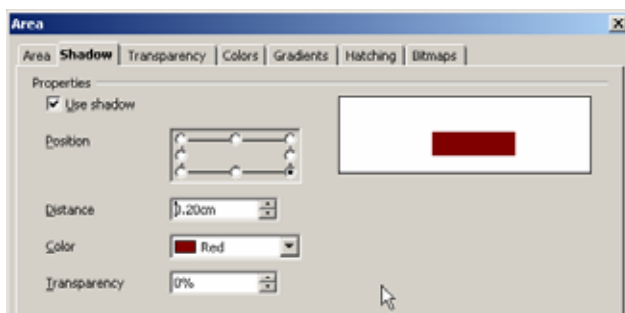 Area
Area Shadow Transparency Colors Gradients Hatching Bitmaps
Properties
Use shadow
Position
Distance 0.20cm
Color Red
Transparency 0%